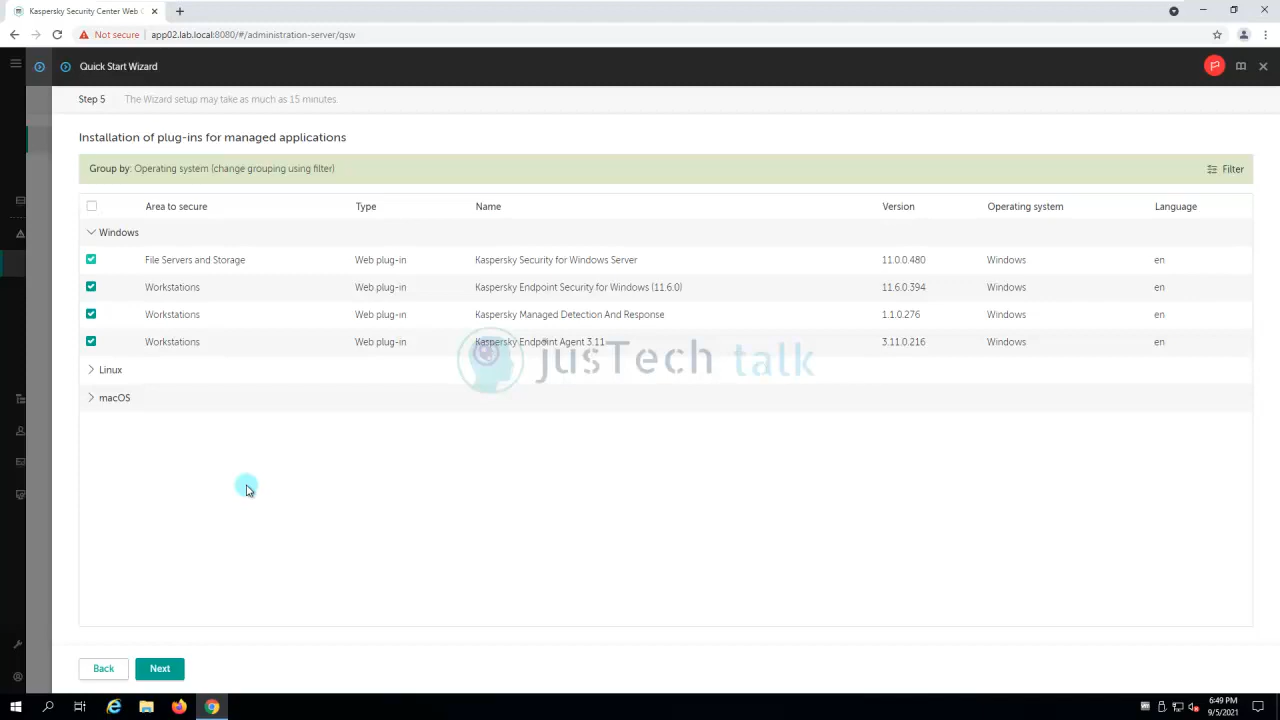 Kaspersky Security Center Web C
Not secure app02.lab.local:8080/#/administration-server/qsw
Quick Start Wizard
Step 5 The Wizard setup may take as much as 15 minutes.
Installation of plug-ins for managed applications
Group by: Operating system (change grouping using filter) Filter
Area to secure Type Name Version Operating system Language
Windows
File Servers and Storage Web plug-in Kaspersky Security for Windows Server 11.0.0.480 Windows en
Workstations Web plug-in Kaspersky Endpoint Security for Windows (11.6.0) 11.6.0.394 Windows en
Workstations Web plug-in Kaspersky Managed Detection And Response 1.1.0.276 Windows en
Workstations Web plug-in Kaspersky Endpoint Agent 3.11 3.11.0.216 Windows en
jusTech talk
Linux
macOS
Back Next
6:49 PM
9/5/2021